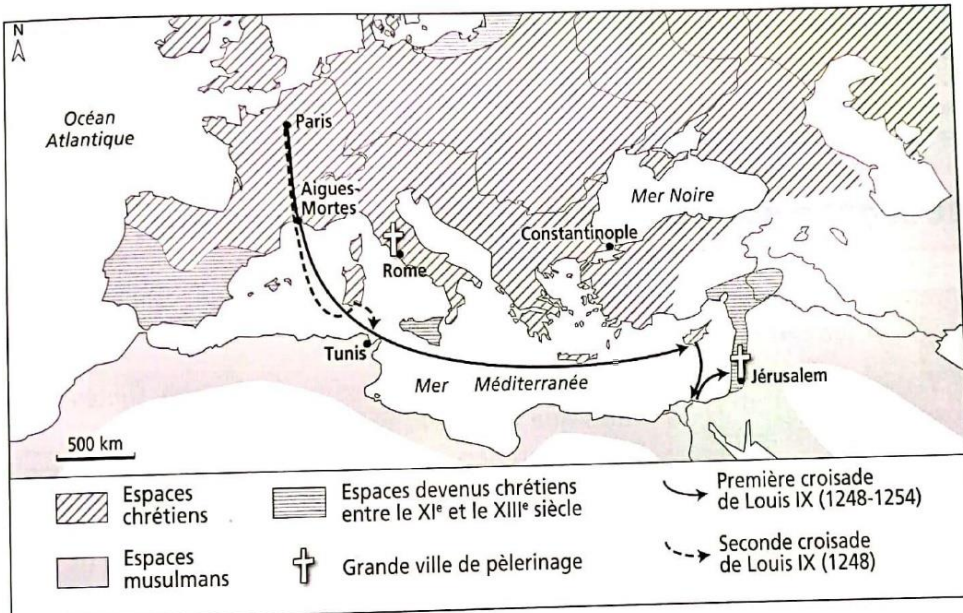 N
Océan
Atlantique
Paris
Aigues-
Mortes
Rome
Constantinople
Mer Noire
Tunis
Mer Méditerranée
Jérusalem
500 km
Espaces
chrétiens
Espaces devenus chrétiens
entre le XIe et le XIIIe siècle
Première croisade
de Louis IX (1248-1254)
Espaces
musulmans
Grande ville de pèlerinage
Seconde croisade
de Louis IX (1248)